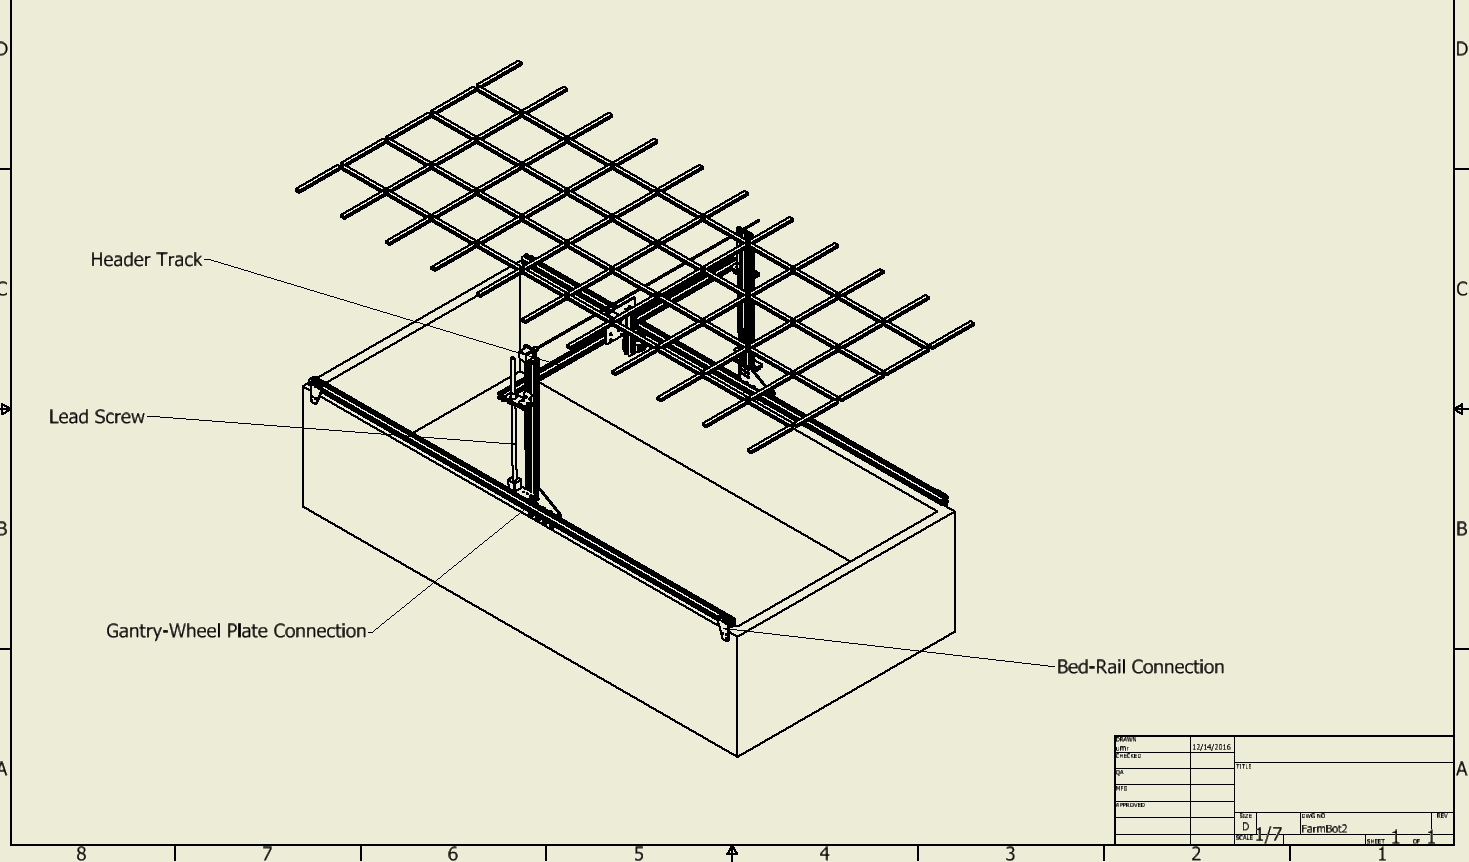 D
D
Header Track
C
C
Lead Screw
B
B
Gantry-Wheel Plate Connection
Bed-Rail Connection
DRAWN
umr
12/14/2016
CHECKED
TITLE
QA
MFG
APPROVED
A
A
SIZE
D
DWG NO
FarmBot2
REV
SCALE
1/7
SHEET 1 OF 1
8
7
6
5
4
3
2
1